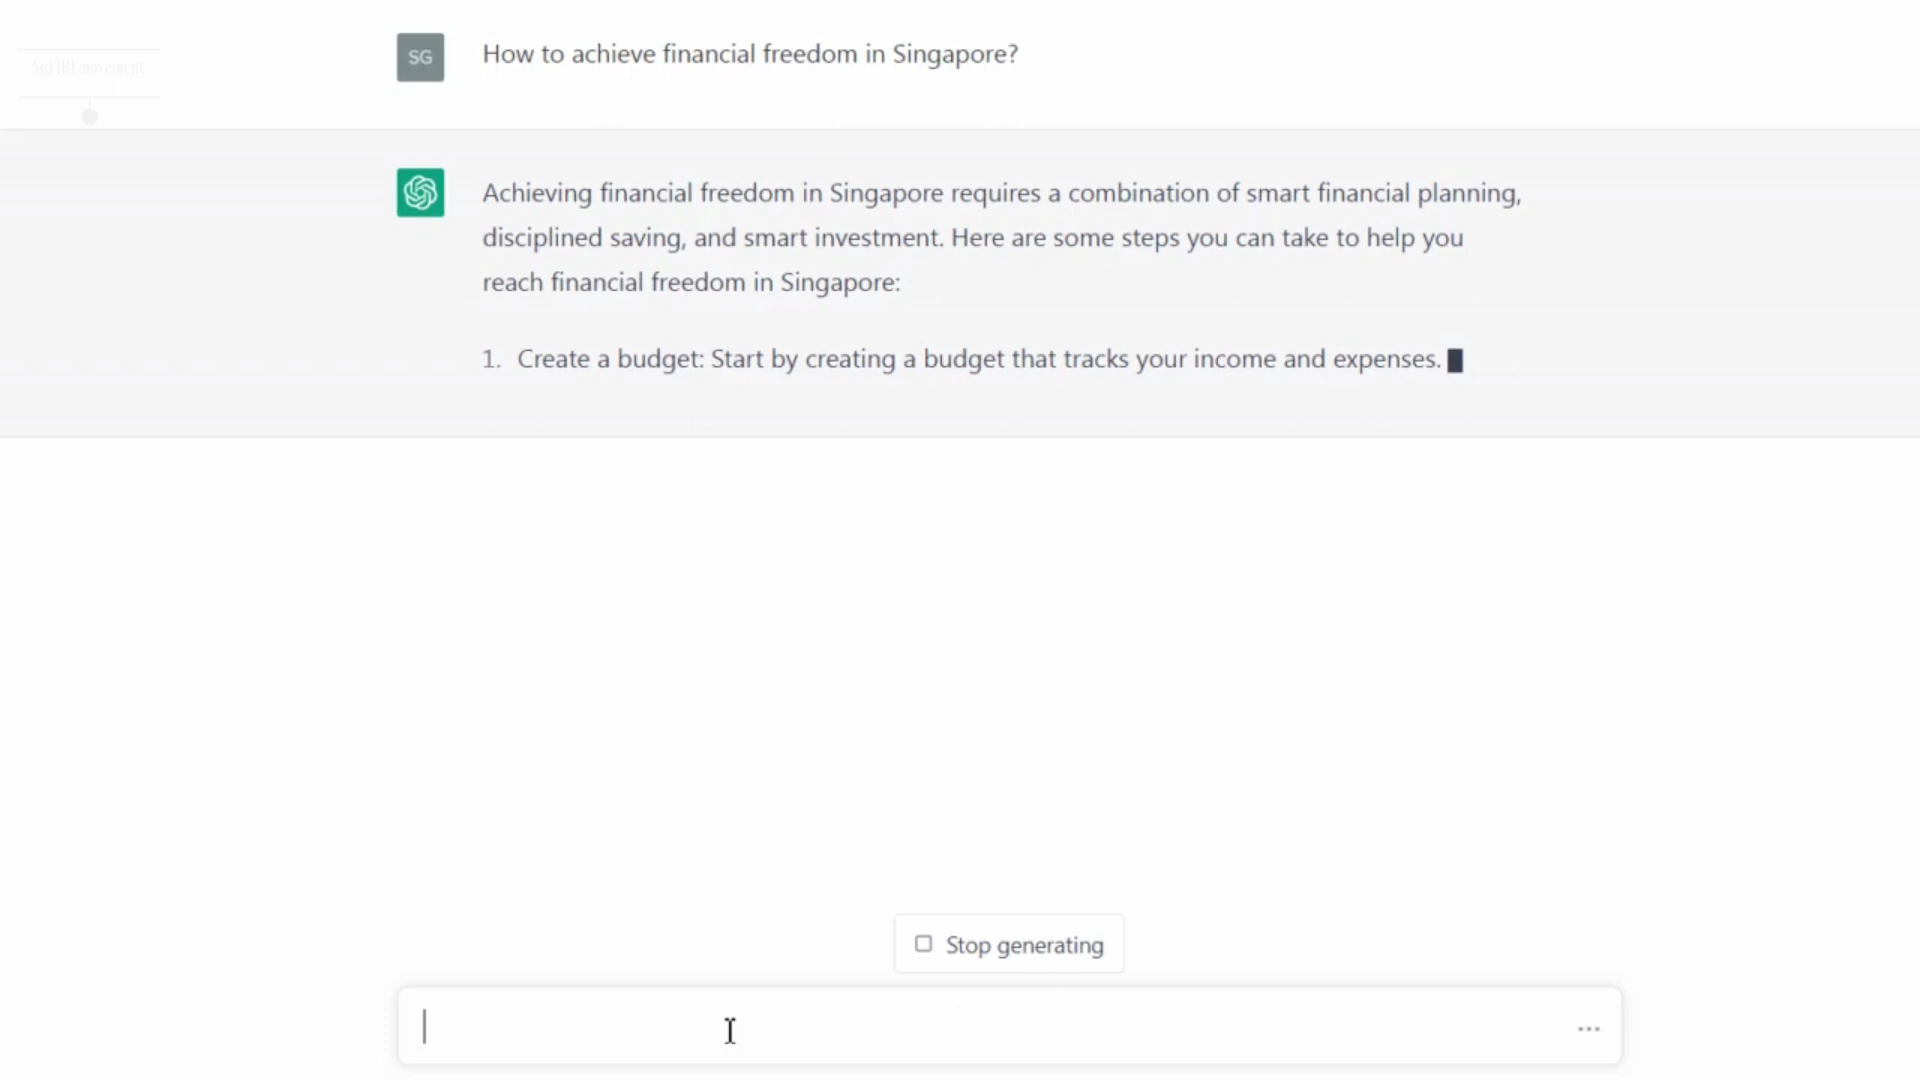 SgFIREmovement
SG
How to achieve financial freedom in Singapore?
Achieving financial freedom in Singapore requires a combination of smart financial planning,
disciplined saving, and smart investment. Here are some steps you can take to help you
reach financial freedom in Singapore:
1. Create a budget: Start by creating a budget that tracks your income and expenses.
Stop generating